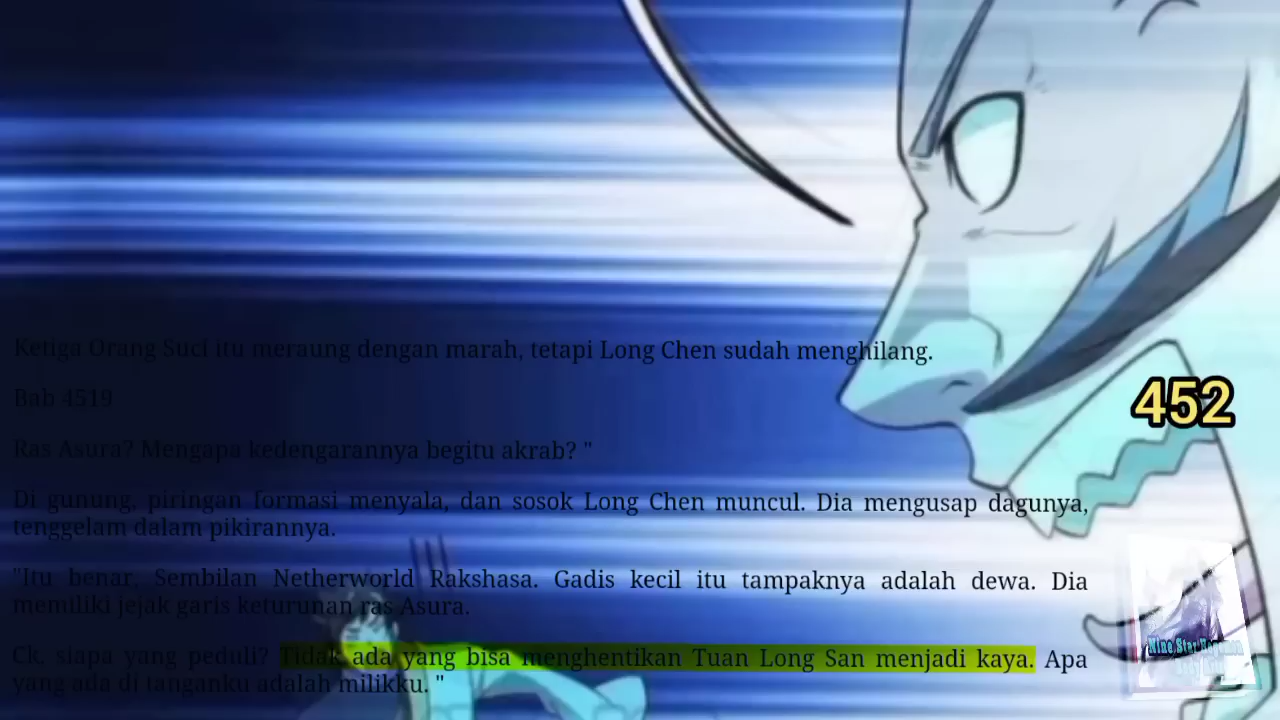 Ketiga Orang Suci itu meraung dengan marah, tetapi Long Chen sudah menghilang.
Bab 4519
Ras Asura? Mengapa kedengarannya begitu akrab? "
Di gunung, piringan formasi menyala, dan sosok Long Chen muncul. Dia mengusap dagunya,
tenggelam dalam pikirannya.
"Itu benar, Sembilan Netherworld Rakshasa. Gadis kecil itu tampaknya adalah dewa. Dia
memiliki jejak garis keturunan ras Asura.
Ck, siapa yang peduli? Tidak ada yang bisa menghentikan Tuan Long San menjadi kaya. Apa
yang ada di tanganku adalah milikku. "
452
Nine Star Hegemon